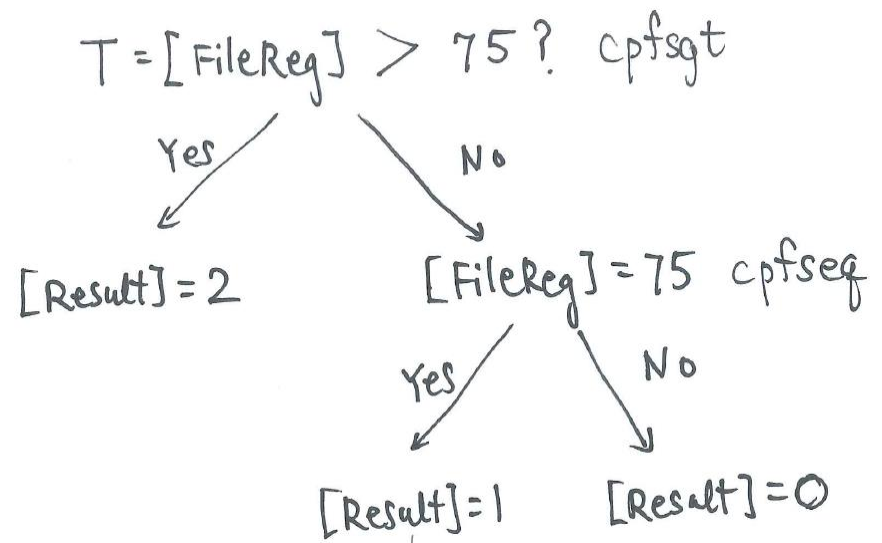 T=[FileReg] > 75? cpfsgt
Yes
No
[Result]=2
[FileReg]=75 cpfseq
Yes
No
[Result]=1
[Result]=0